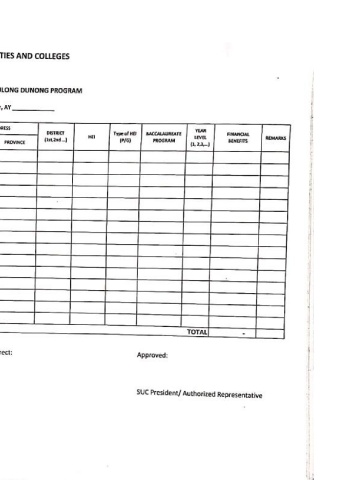 TIES AND COLLEGES
LONG DUNONG PROGRAM
, AY ___________
RESS
PROVINCE
DISTRICT
(1st,2nd ...)
HEI
Type of HEI
(P/G)
BACCALAUREATE
PROGRAM
YEAR
LEVEL
(1, 2,3,...)
FINANCIAL
BENEFITS
REMARKS
TOTAL -
rect:
Approved:
SUC President/ Authorized Representative